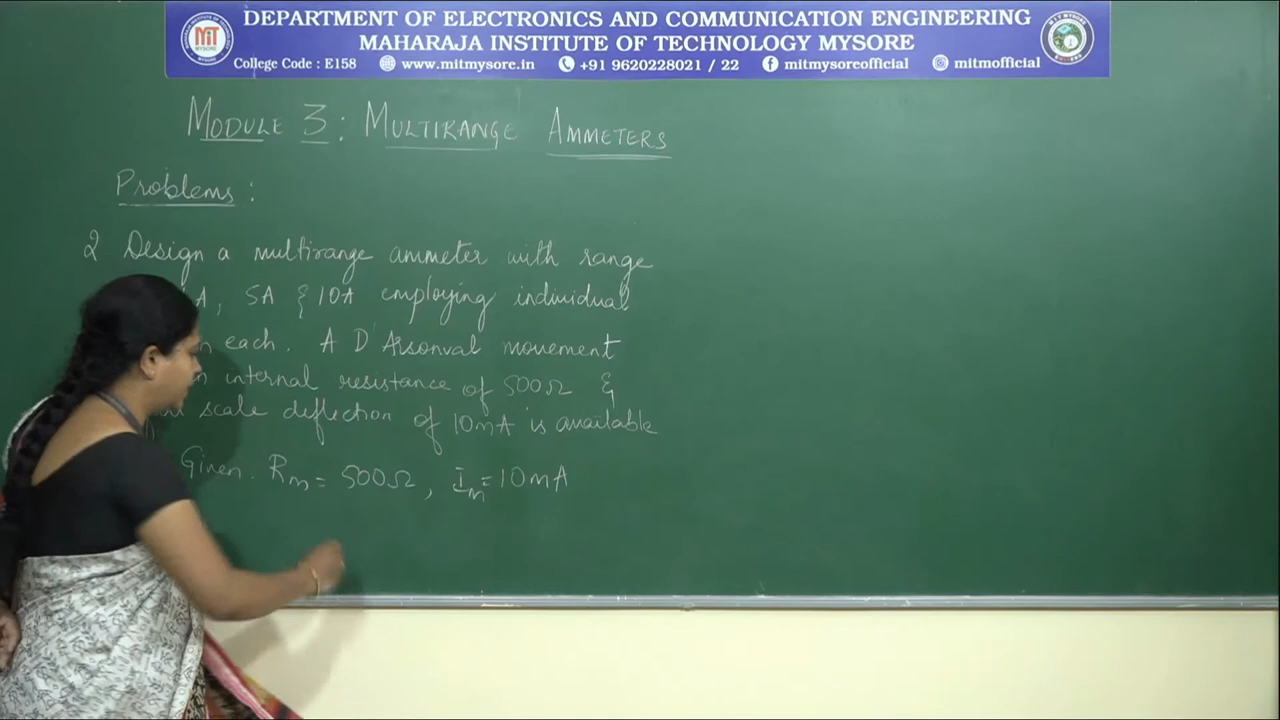 DEPARTMENT OF ELECTRONICS AND COMMUNICATION ENGINEERING
MAHARAJA INSTITUTE OF TECHNOLOGY MYSORE
College Code : E158 www.mitmysore.in +91 9620228021 / 22 mitmysoreofficial mitmofficial
MIT
MYSORE
MODULE 3 : MULTIRANGE AMMETERS
Problems :
2 Design a multirange ammeter with range
A, 5A & 10A employing individual
each. A D Arsonval movement
internal resistance of 500Ω &
scale deflection of 10mA is available
Given. Rm = 500Ω, Im = 10mA